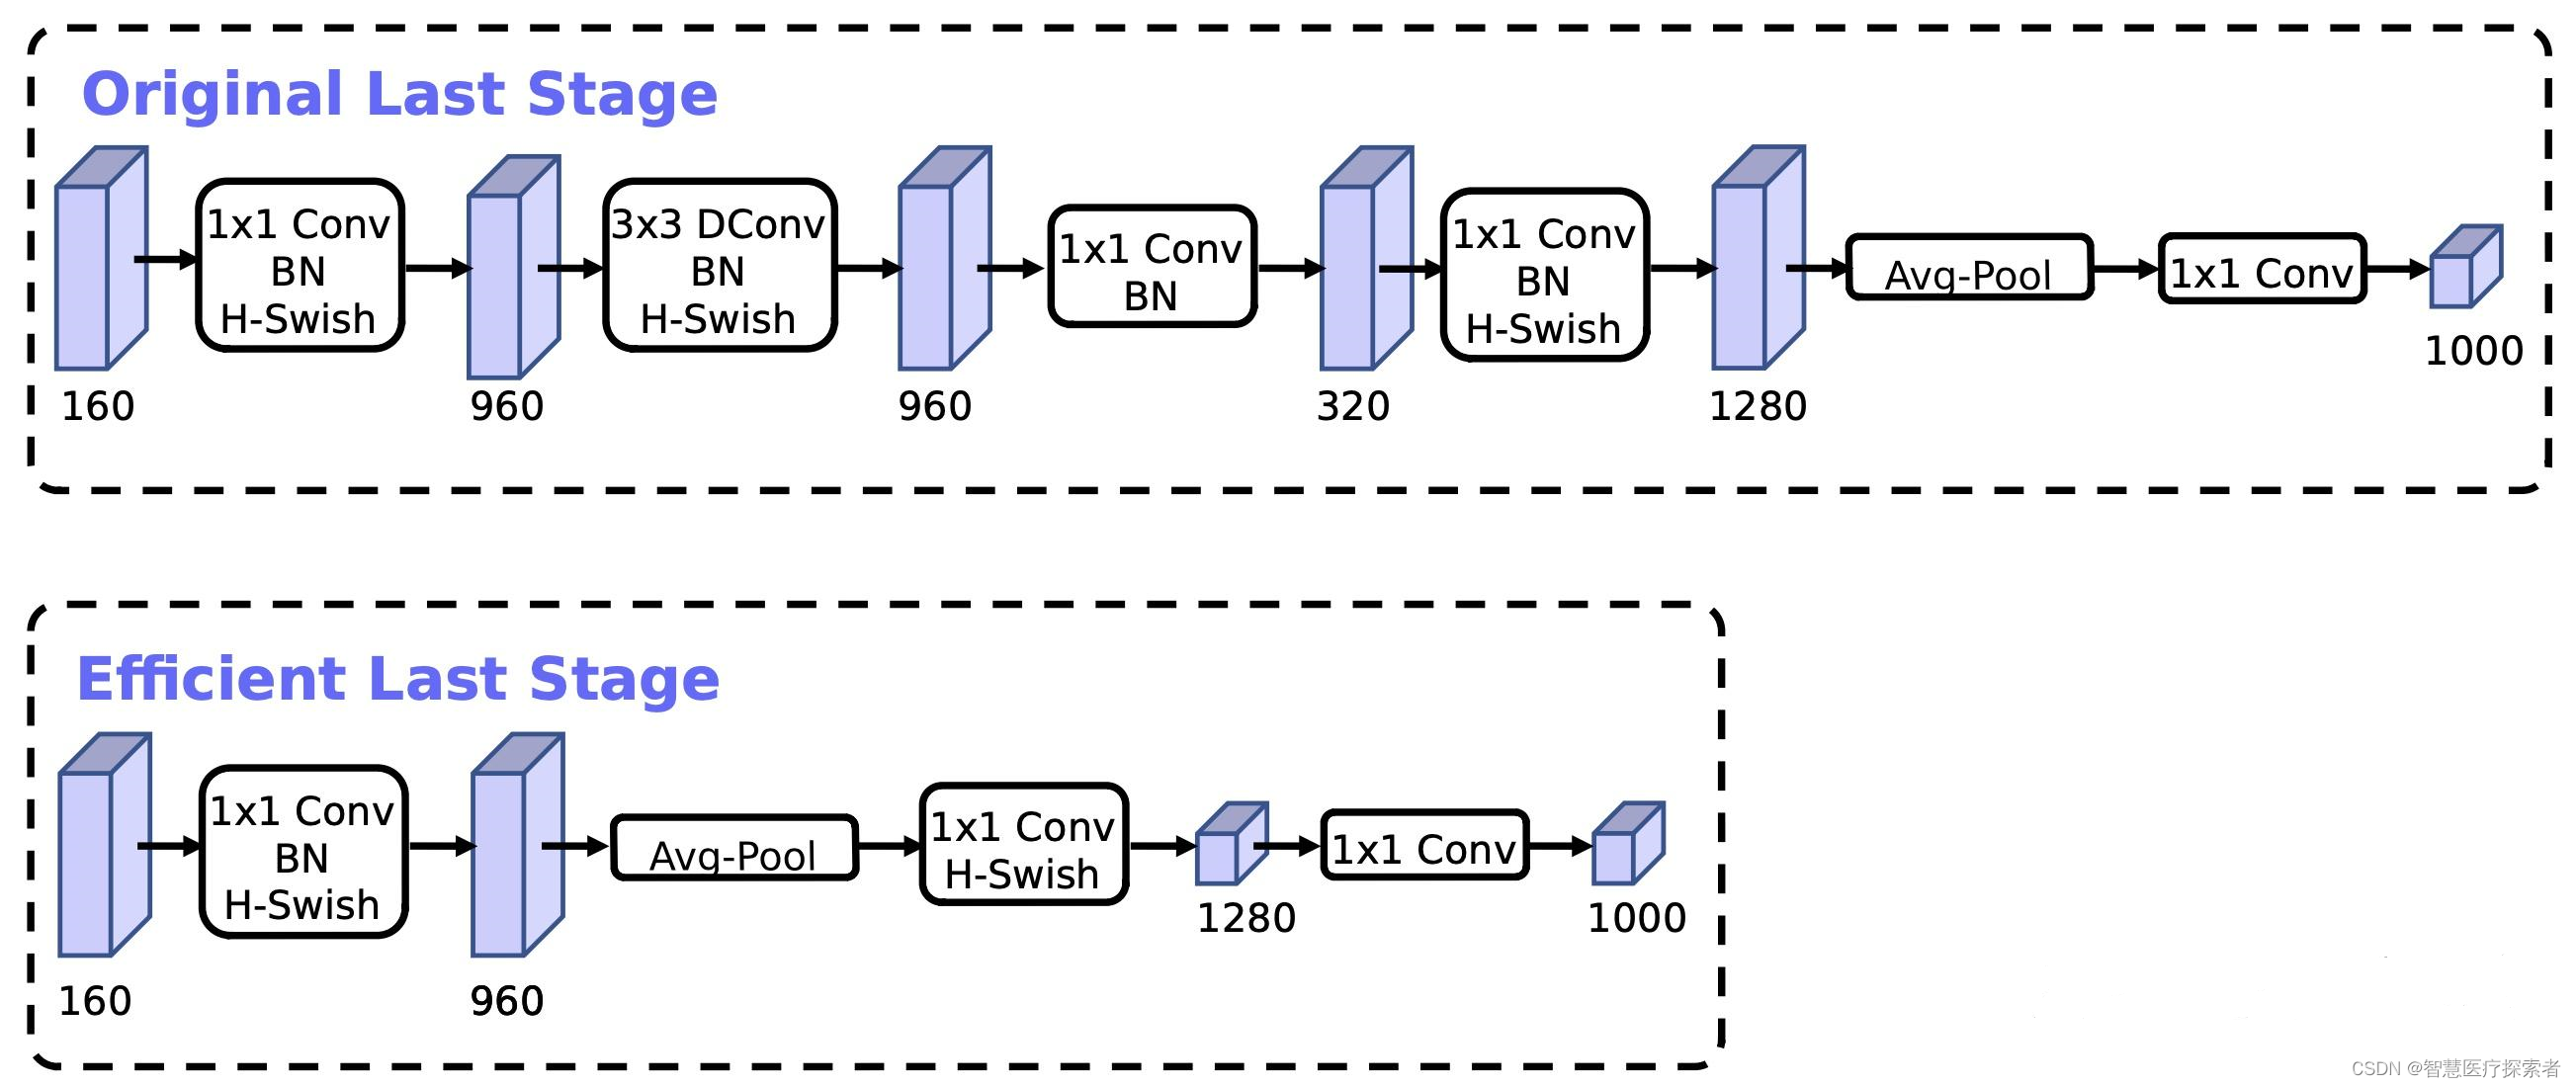 Original Last Stage
1x1 Conv
BN
H-Swish
3x3 DConv
BN
H-Swish
1x1 Conv
BN
1x1 Conv
BN
H-Swish
Avg-Pool
1x1 Conv
160
960
960
320
1280
1000
Efficient Last Stage
1x1 Conv
BN
H-Swish
Avg-Pool
1x1 Conv
H-Swish
1x1 Conv
160
960
1280
1000
CSDN @智慧医疗探索者